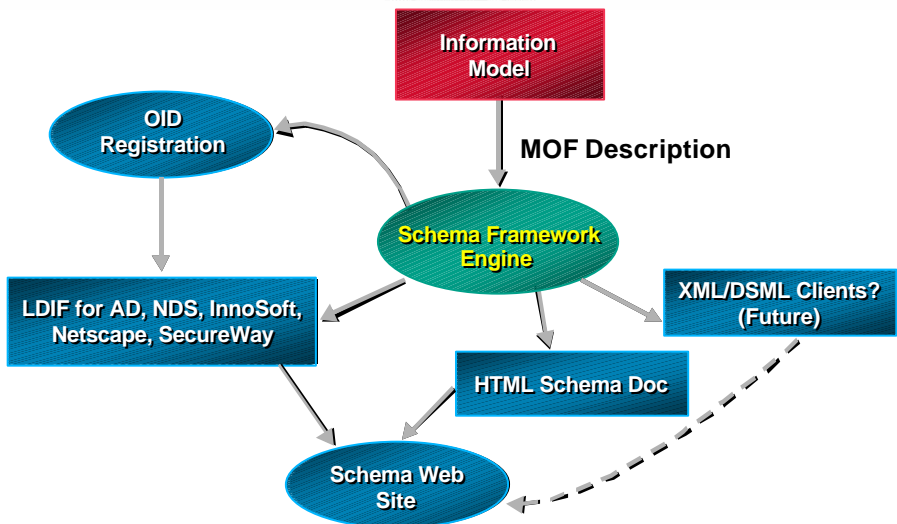 Information
Model
OID
Registration
MOF Description
Schema Framework
Engine
LDIF for AD, NDS, InnoSoft,
Netscape, SecureWay
XML/DSML Clients?
(Future)
HTML Schema Doc
Schema Web
Site